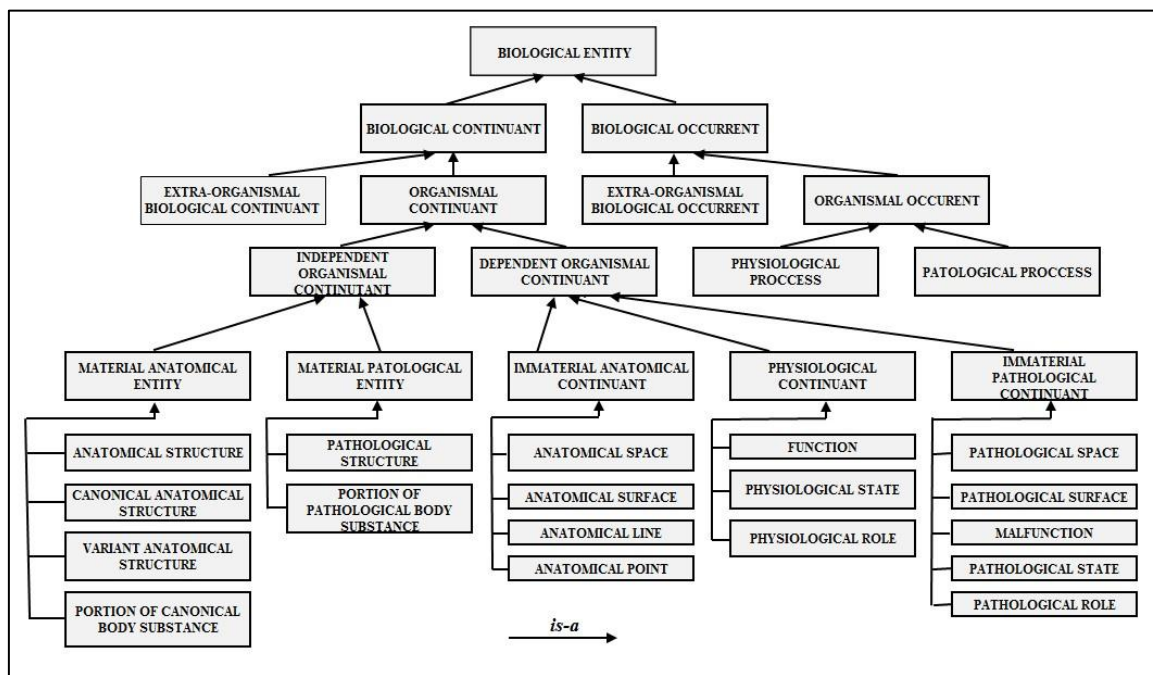 BIOLOGICAL ENTITY
BIOLOGICAL CONTINUANT
BIOLOGICAL OCCURRENT
EXTRA-ORGANISMAL
BIOLOGICAL CONTINUANT
ORGANISMAL
CONTINUANT
EXTRA-ORGANISMAL
BIOLOGICAL OCCURRENT
ORGANISMAL OCCURENT
INDEPENDENT
ORGANISMAL
CONTINUTANT
DEPENDENT ORGANISMAL
CONTINUANT
PHYSIOLOGICAL
PROCCESS
PATOLOGICAL PROCCESS
MATERIAL ANATOMICAL
ENTITY
MATERIAL PATOLOGICAL
ENTITY
IMMATERIAL ANATOMICAL
CONTINUANT
PHYSIOLOGICAL
CONTINUANT
IMMATERIAL
PATHOLOGICAL
CONTINUANT
ANATOMICAL STRUCTURE
CANONICAL ANATOMICAL
STRUCTURE
VARIANT ANATOMICAL
STRUCTURE
PORTION OF CANONICAL
BODY SUBSTANCE
PATHOLOGICAL
STRUCTURE
PORTION OF
PATHOLOGICAL BODY
SUBSTANCE
ANATOMICAL SPACE
ANATOMICAL SURFACE
ANATOMICAL LINE
ANATOMICAL POINT
FUNCTION
PHYSIOLOGICAL STATE
PHYSIOLOGICAL ROLE
PATHOLOGICAL SPACE
PATHOLOGICAL SURFACE
MALFUNCTION
PATHOLOGICAL STATE
PATHOLOGICAL ROLE
is-a